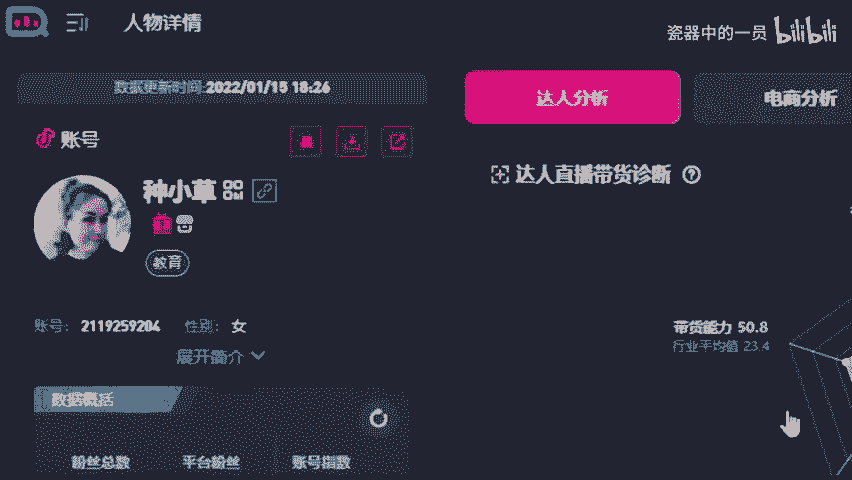 人物详情
瓷器中的一员 bilibili
数据更新时间:2022/01/15 18:26
达人分析
电商分析
账号
种小草
达人直播带货诊断 ?
教育
账号: 2119259204 性别: 女
展开简介
带货能力 50.8
行业平均值 23.4
数据概括
粉丝总数 平台粉丝 账号指数